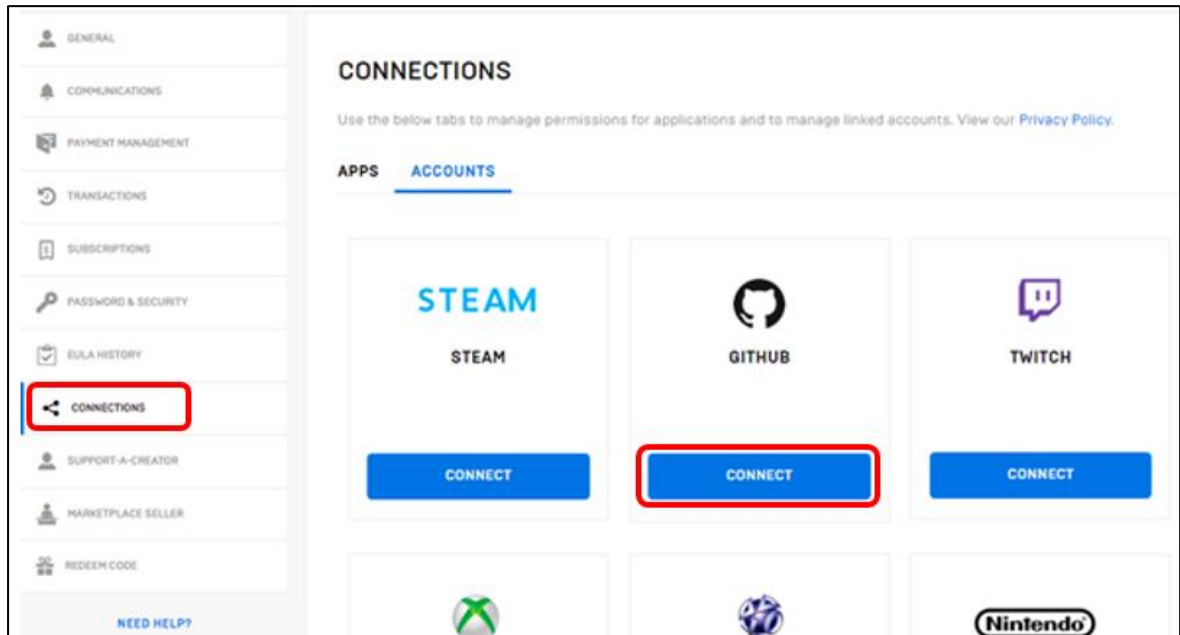 GENERAL
COMMUNICATIONS
PAYMENT MANAGEMENT
TRANSACTIONS
SUBSCRIPTIONS
PASSWORD & SECURITY
EULA HISTORY
CONNECTIONS
SUPPORT-A-CREATOR
MARKETPLACE SELLER
REDEEM CODE
NEED HELP?
CONNECTIONS
Use the below tabs to manage permissions for applications and to manage linked accounts. View our Privacy Policy.
APPS ACCOUNTS
STEAM
STEAM GITHUB TWITCH
CONNECT CONNECT CONNECT
Nintendo